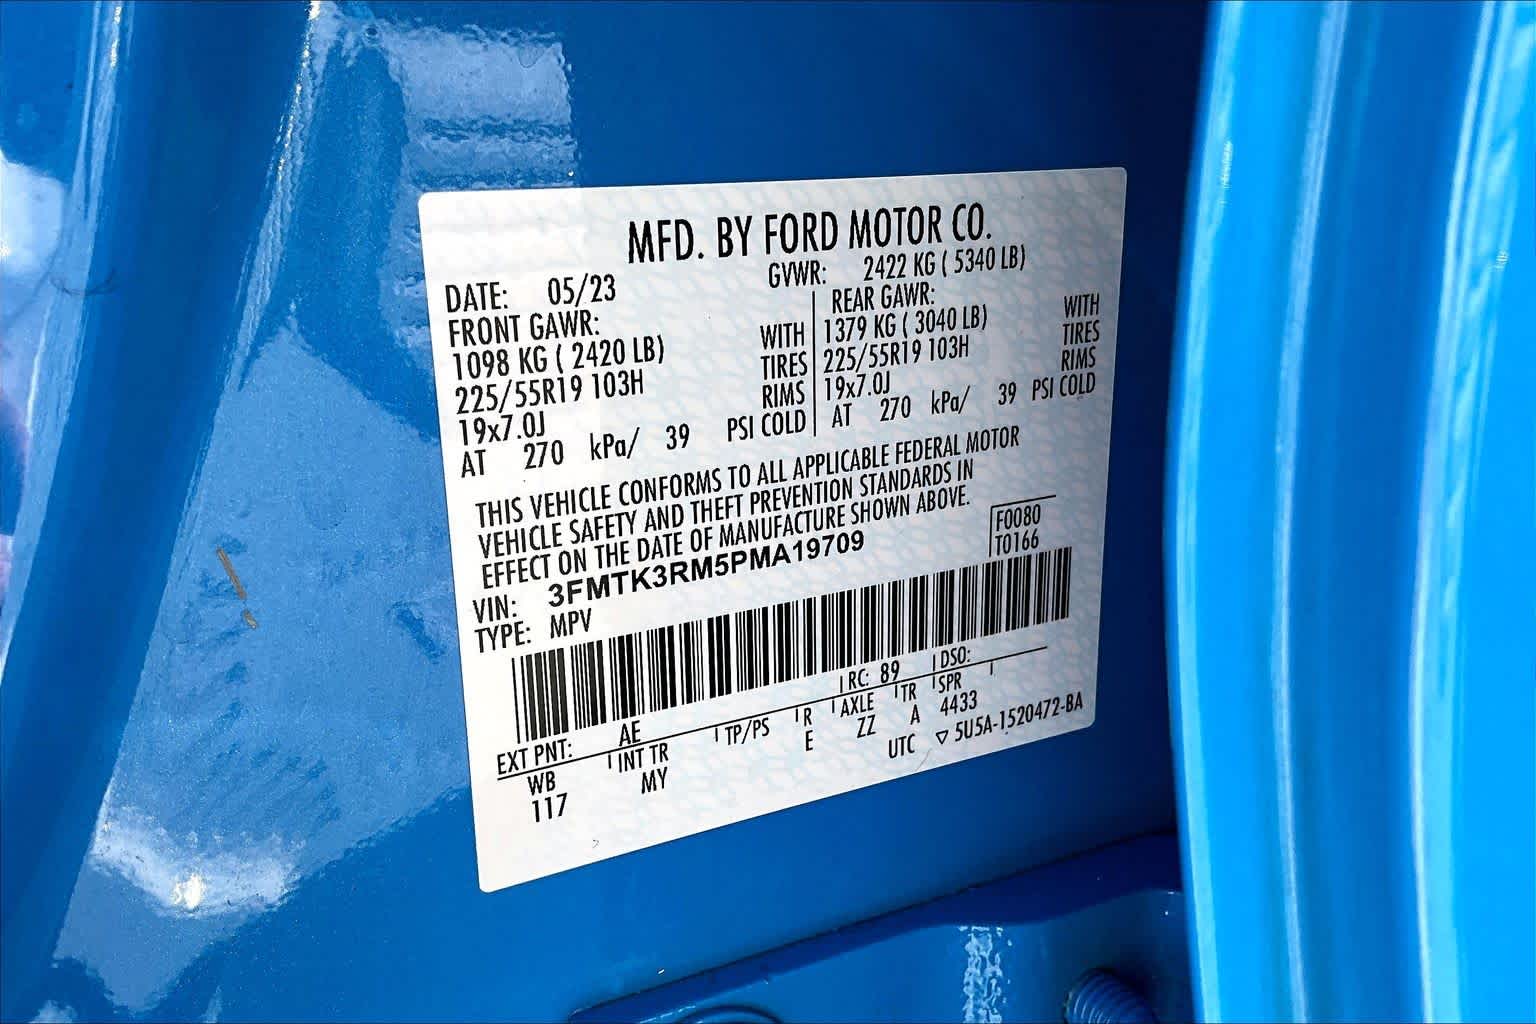 MFD. BY FORD MOTOR CO.
DATE: 05/23 GVWR: 2422 KG ( 5340 LB)
FRONT GAWR:
1098 KG ( 2420 LB) WITH
225/55R19 103H TIRES
19x7.0J RIMS
AT 270 kPa/ 39 PSI COLD
REAR GAWR:
1379 KG ( 3040 LB) WITH
225/55R19 103H TIRES
19x7.0J RIMS
AT 270 kPa/ 39 PSI COLD
THIS VEHICLE CONFORMS TO ALL APPLICABLE FEDERAL MOTOR
VEHICLE SAFETY AND THEFT PREVENTION STANDARDS IN
EFFECT ON THE DATE OF MANUFACTURE SHOWN ABOVE.
F0080
T0166
VIN: 3FMTK3RM5PMA19709
TYPE: MPV
EXT PNT: AE RC: 89 DSO:
WB INT TR TP/PS R AXLE TR SPR
117 MY E ZZ A 4433
UTC ▽ 5U5A-1520472-BA